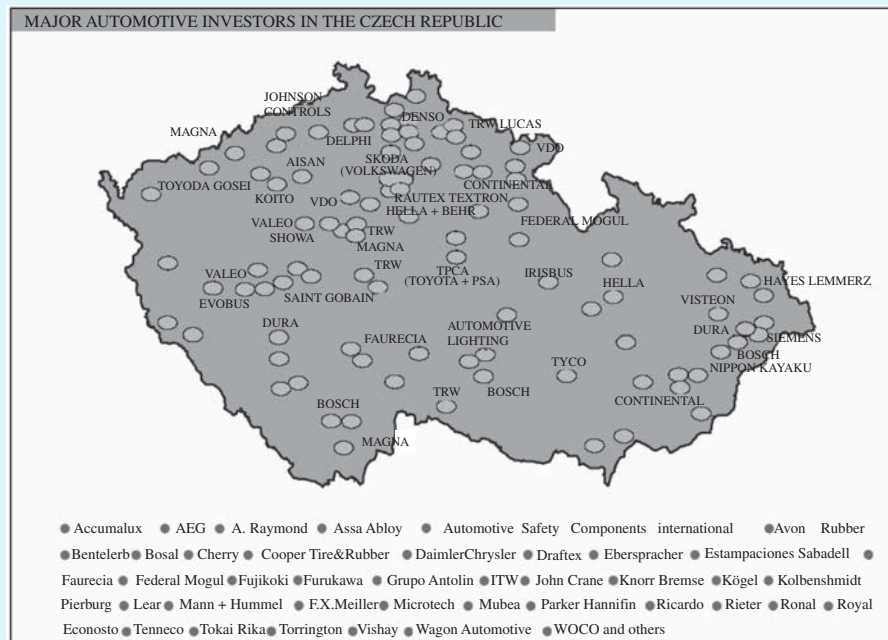 MAJOR AUTOMOTIVE INVESTORS IN THE CZECH REPUBLIC
JOHNSON
CONTROLS
DENSO
TRW LUCAS
MAGNA
DELPHI
VDO
AISAN
SKODA
(VOLKSWAGEN)
TOYODA GOSEI
KOITO
CONTINENTAL
VDO
RAUTEX TEXTRON
HELLA + BEHR
FEDERAL MOGUL
VALEO
SHOWA
TRW
MAGNA
TRW
VALEO
TPCA
(TOYOTA + PSA)
IRISBUS
HELLA
HAYES LEMMERZ
EVOBUS
SAINT GOBAIN
VISTEON
DURA
FAURECIA
AUTOMOTIVE
LIGHTING
DURA
SIEMENS
BOSCH
NIPPON KAYAKU
TYCO
BOSCH
TRW
CONTINENTAL
BOSCH
MAGNA
● Accumalux ● AEG ● A. Raymond ● Assa Abloy ● Automotive Safety Components international ● Avon Rubber
● Bentelerb ● Bosal ● Cherry ● Cooper Tire&Rubber ● DaimlerChrysler ● Draftex ● Eberspracher ● Estampaciones Sabadell ●
Faurecia ● Federal Mogul ● Fujikoki ● Furukawa ● Grupo Antolin ● ITW ● John Crane ● Knorr Bremse ● Kögel ● Kolbenshmidt
Pierburg ● Lear ● Mann + Hummel ● F.X.Meiller ● Microtech ● Mubea ● Parker Hannifin ● Ricardo ● Rieter ● Ronal ● Royal
Econosto ● Tenneco ● Tokai Rika ● Torrington ● Vishay ● Wagon Automotive ● WOCO and others